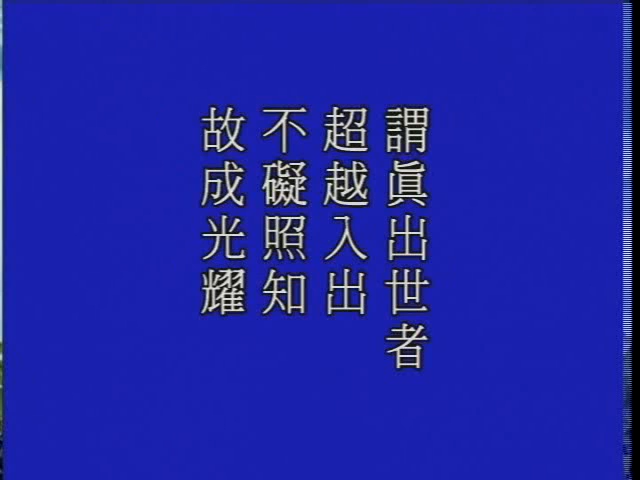 謂眞出世者
超越入出
不礙照知
故成光耀